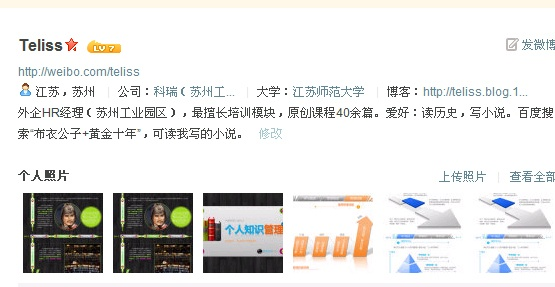 Teliss LV 7
发微博
http://weibo.com/teliss
江苏，苏州 公司：科瑞（苏州工... 大学：江苏师范大学 博客：http://teliss.blog.1...
外企HR经理（苏州工业园区），最擅长培训模块，原创课程40余篇。爱好：读历史，写小说。百度搜
索“布衣公子+黄金十年”，可读我写的小说。 修改
个人照片
上传照片 查看全部
个人知识管理